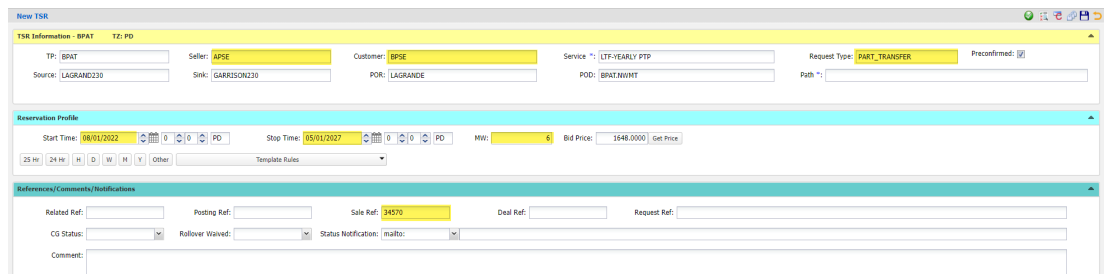 New TSR
TSR Information - BPAT TZ: PD
TP: BPAT Seller: APSE Customer: BPSE Service *: LTF-YEARLY PTP Request Type: PART_TRANSFER Preconfirmed:
Source: LAGRAND230 Sink: GARRISON230 POR: LAGRANDE POD: BPAT.NWMT Path *:
Reservation Profile
Start Time: 08/01/2022 0 0 PD Stop Time: 05/01/2027 0 0 PD MW: 6 Bid Price: 1648.0000 Get Price
25 Hr 24 Hr H D W M Y Other Template Rules
References/Comments/Notifications
Related Ref: Posting Ref: Sale Ref: 34570 Deal Ref: Request Ref:
CG Status: Rollover Waived: Status Notification: mailto:
Comment: